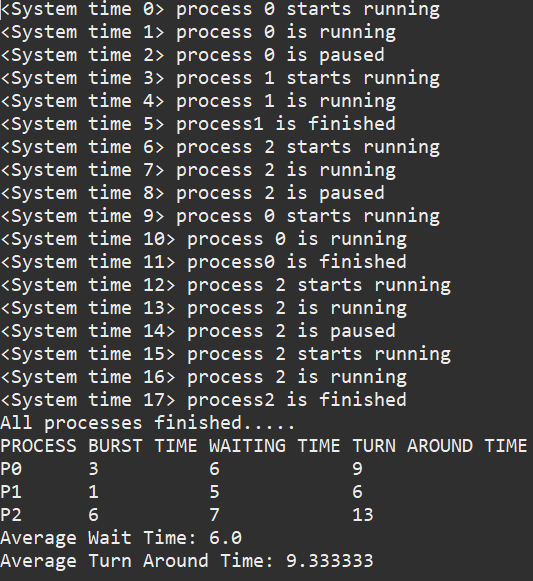 <System time 0> process 0 starts running
<System time 1> process 0 is running
<System time 2> process 0 is paused
<System time 3> process 1 starts running
<System time 4> process 1 is running
<System time 5> process1 is finished
<System time 6> process 2 starts running
<System time 7> process 2 is running
<System time 8> process 2 is paused
<System time 9> process 0 starts running
<System time 10> process 0 is running
<System time 11> process0 is finished
<System time 12> process 2 starts running
<System time 13> process 2 is running
<System time 14> process 2 is paused
<System time 15> process 2 starts running
<System time 16> process 2 is running
<System time 17> process2 is finished
All processes finished.....
PROCESS BURST TIME WAITING TIME TURN AROUND TIME
P0 3 6 9
P1 1 5 6
P2 6 7 13
Average Wait Time: 6.0
Average Turn Around Time: 9.333333